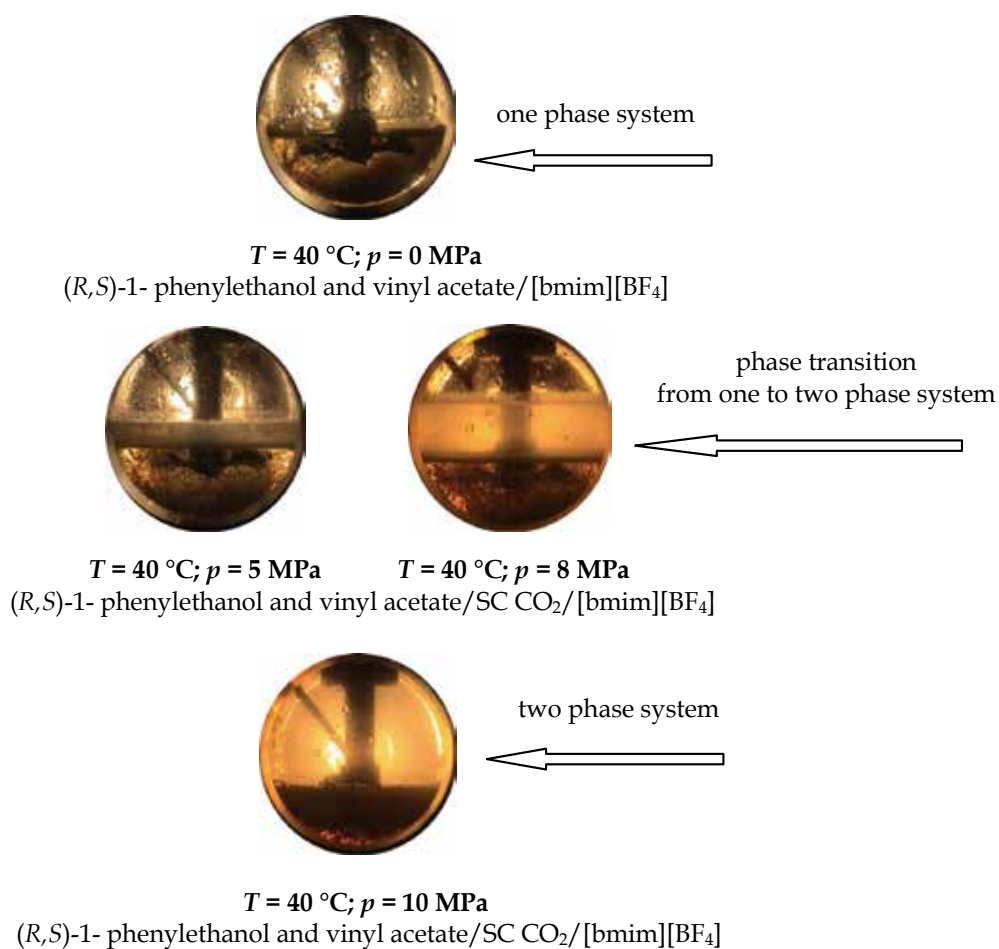 one phase system
T = 40 °C; p = 0 MPa
(R,S)-1- phenylethanol and vinyl acetate/[bmim][BF₄]
phase transition
from one to two phase system
T = 40 °C; p = 5 MPa T = 40 °C; p = 8 MPa
(R,S)-1- phenylethanol and vinyl acetate/SC CO₂/[bmim][BF₄]
two phase system
T = 40 °C; p = 10 MPa
(R,S)-1- phenylethanol and vinyl acetate/SC CO₂/[bmim][BF₄]